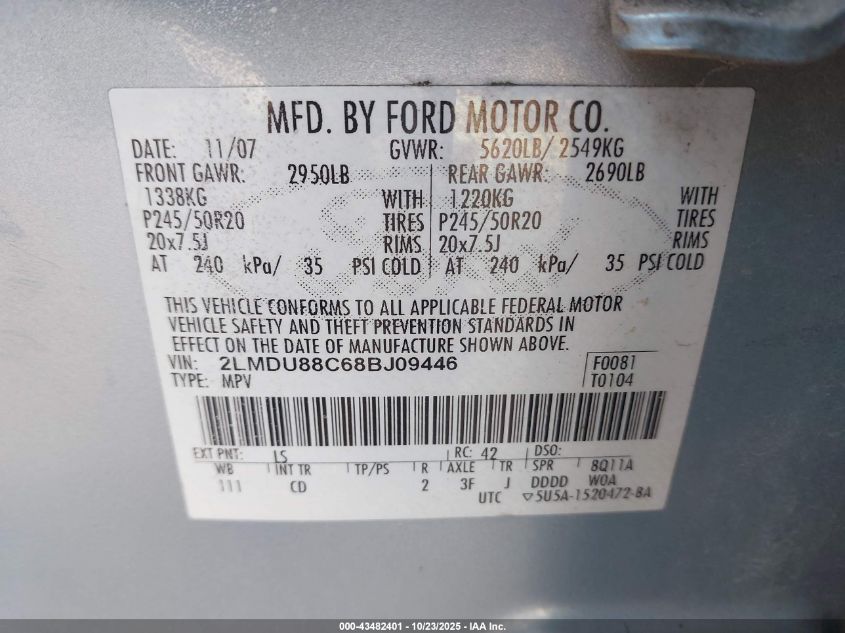 MFD. BY FORD MOTOR CO.
DATE: 11/07 GVWR: 5620LB/ 2549KG
FRONT GAWR: 2950LB REAR GAWR: 2690LB
1338KG WITH 1220KG WITH
P245/50R20 TIRES P245/50R20 TIRES
20x7.5J RIMS 20x7.5J RIMS
AT 240 kPa/ 35 PSI COLD AT 240 kPa/ 35 PSI COLD
THIS VEHICLE CONFORMS TO ALL APPLICABLE FEDERAL MOTOR
VEHICLE SAFETY AND THEFT PREVENTION STANDARDS IN
EFFECT ON THE DATE OF MANUFACTURE SHOWN ABOVE.
VIN: 2LMDU88C68BJ09446 F0081
TYPE: MPV T0104
EXT PNT: LS RC: 42 DSO:
WB INT TR TP/PS R AXLE TR SPR 8Q11A
111 CD 2 3F J DDDD W0A
UTC ▽5U5A-1520472-BA
000-43482401 - 10/23/2025 - IAA Inc.